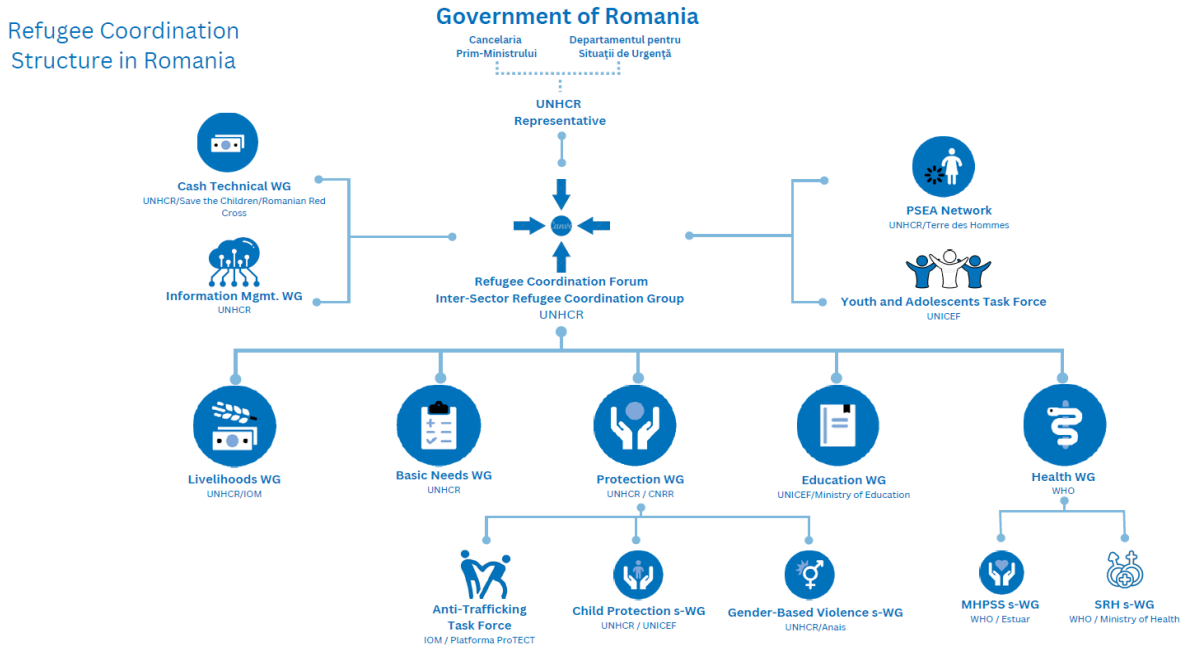 Refugee Coordination
Structure in Romania
Government of Romania
Cancelaria
Prim-Ministrului
Departamentul pentru
Situații de Urgență
UNHCR
Representative
Cash Technical WG
UNHCR/Save the Children/Romanian Red
Cross
Information Mgmt. WG
UNHCR
PSEA Network
UNHCR/Terre des Hommes
Youth and Adolescents Task Force
UNICEF
Refugee Coordination Forum
Inter-Sector Refugee Coordination Group
UNHCR
Livelihoods WG
UNHCR/IOM
Basic Needs WG
UNHCR
Protection WG
UNHCR / CNRR
Education WG
UNICEF/Ministry of Education
Health WG
WHO
Anti-Trafficking
Task Force
IOM / Platforma ProTECT
Child Protection s-WG
UNHCR / UNICEF
Gender-Based Violence s-WG
UNHCR/Anais
MHPSS s-WG
WHO / Estuar
SRH s-WG
WHO / Ministry of Health